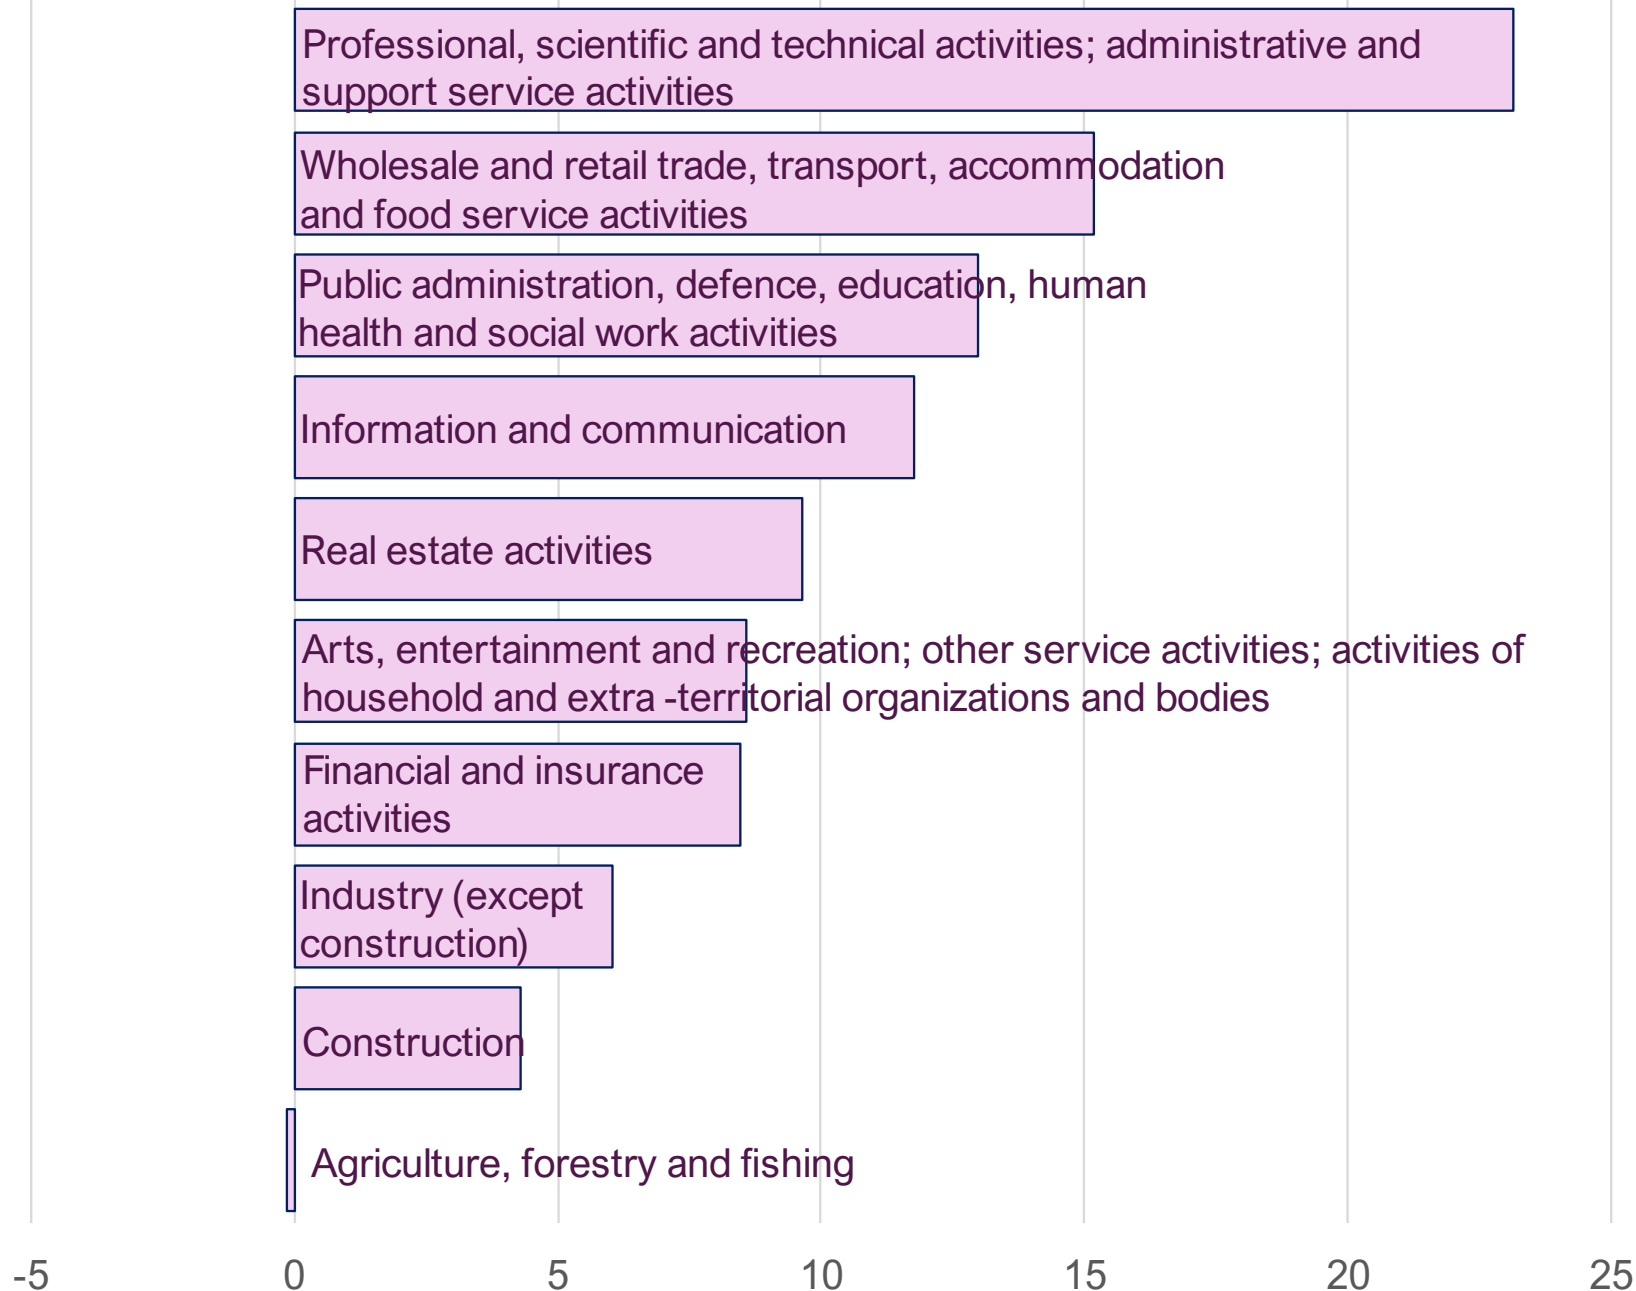 Professional, scientific and technical activities; administrative and
support service activities
Wholesale and retail trade, transport, accommodation
and food service activities
Public administration, defence, education, human
health and social work activities
Information and communication
Real estate activities
Arts, entertainment and recreation; other service activities; activities of
household and extra -territorial organizations and bodies
Financial and insurance
activities
Industry (except
construction)
Construction
Agriculture, forestry and fishing
-5 0 5 10 15 20 25